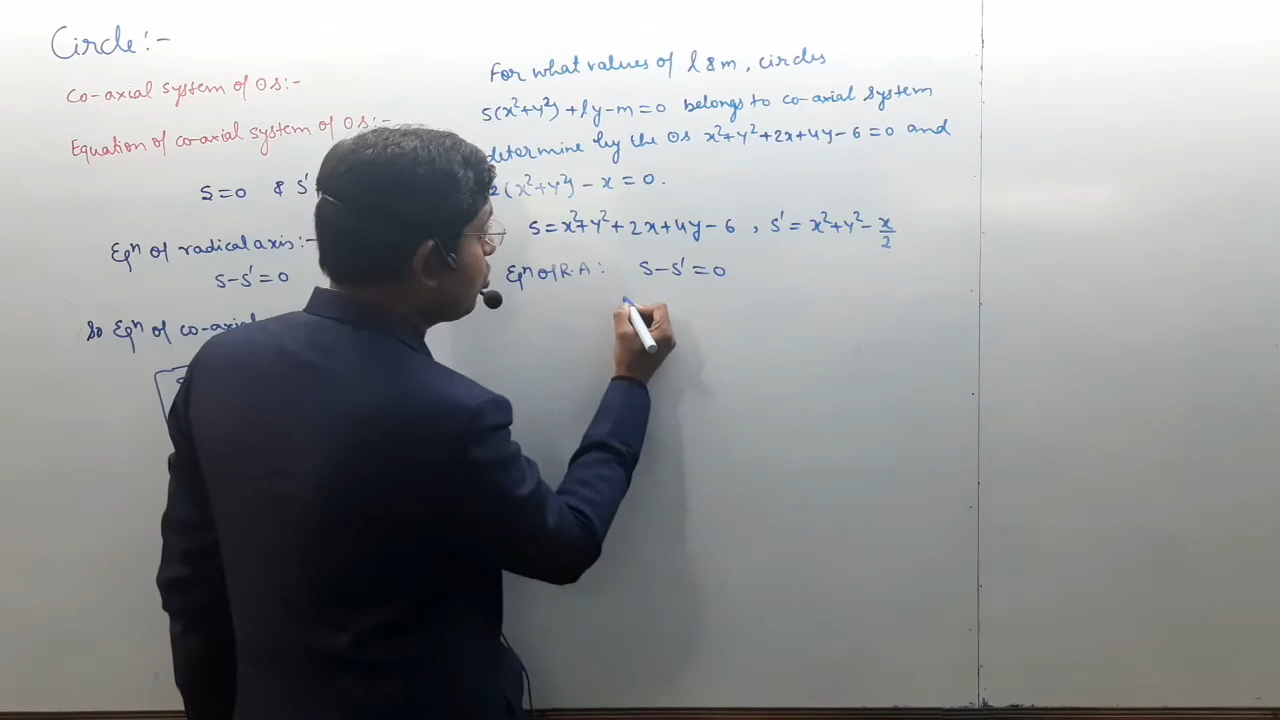 Circle :-
Co-axial system of ⊙s :-
Equation of co-axial system of ⊙s :-
S=0 & S'
Eqⁿ of radical axis :-
S-S' = 0
So Eqⁿ of co-axial
For what values of l & m, circles
5(x²+y²)+ly-m=0 belongs to co-axial system
determine by the ⊙s x²+y²+2x+4y-6=0 and
2(x²+y²)-x=0.
S=x²+y²+2x+4y-6, S'=x²+y²-x/2
Eqⁿ of R.A : S-S'=0